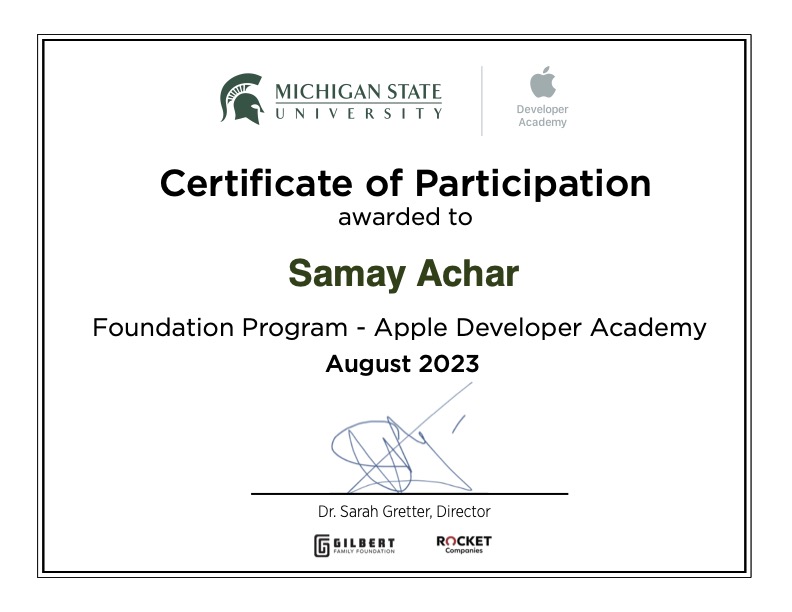 MICHIGAN STATE
UNIVERSITY
Developer
Academy
Certificate of Participation
awarded to
Samay Achar
Foundation Program - Apple Developer Academy
August 2023
Dr. Sarah Gretter, Director
GILBERT
FAMILY FOUNDATION
ROCKET
Companies